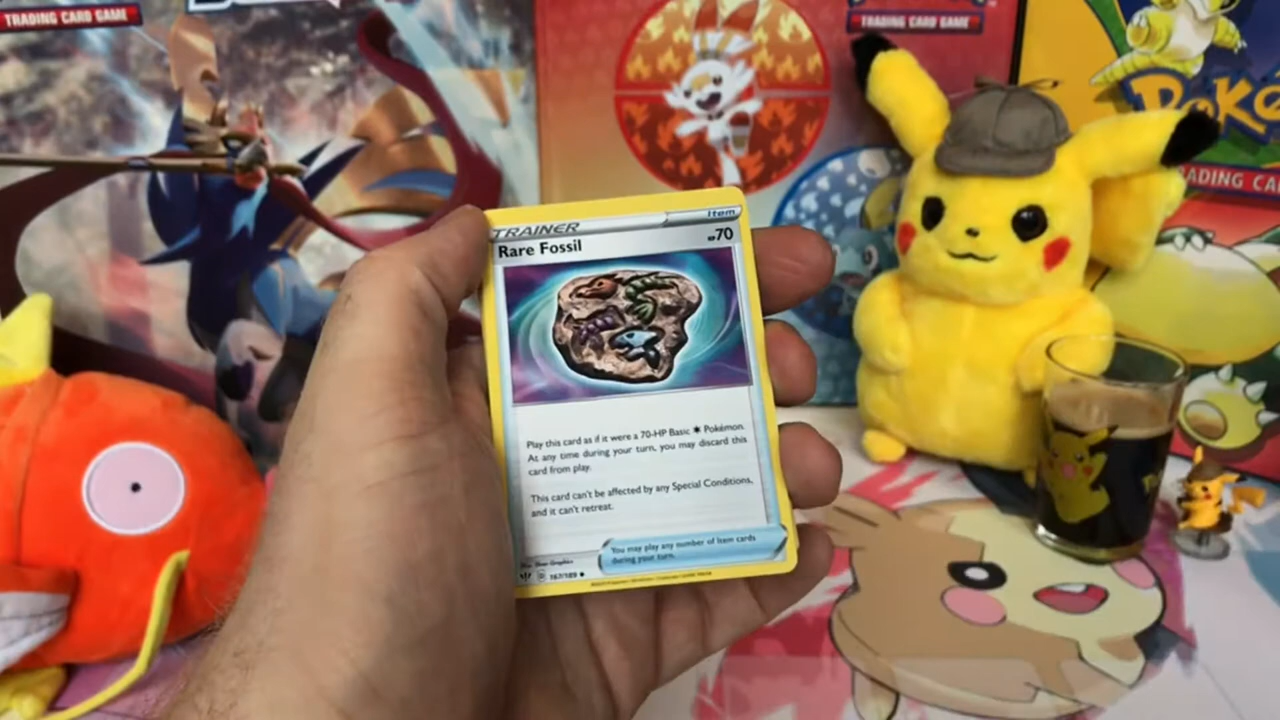 TRADING CARD GAME
TRADING CARD GAME
TRAINER
Item
Rare Fossil
HP70
Play this card as if it were a 70-HP Basic Pokémon.
At any time during your turn, you may discard this
card from play.
This card can't be affected by any Special Conditions,
and it can't retreat.
You may play any number of Item cards
during your turn.
167/189